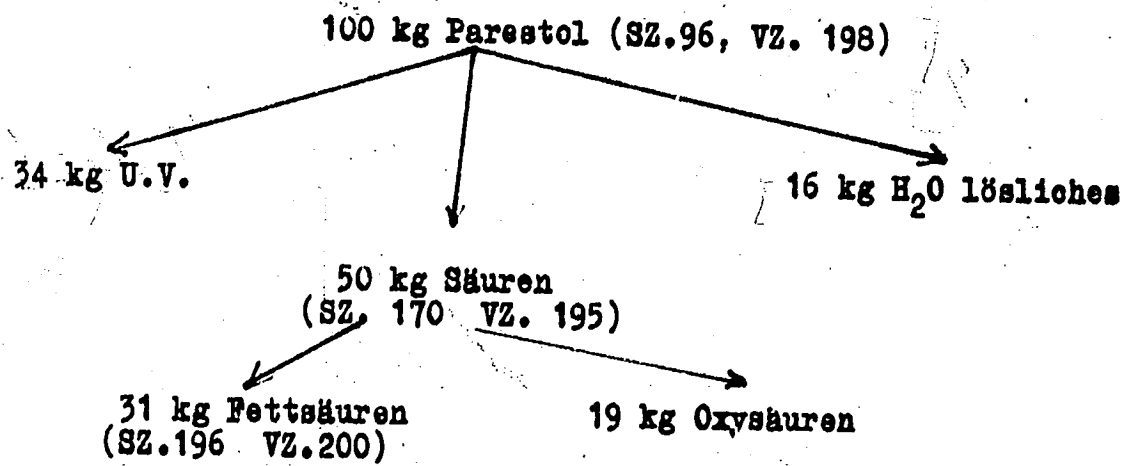 100 kg Parestol (SZ.96, VZ. 198)
34 kg U.V.
16 kg H₂O lösliches
50 kg Säuren
(SZ. 170 VZ. 195)
31 kg Fettsäuren
(SZ.196 VZ.200)
19 kg Oxysäuren